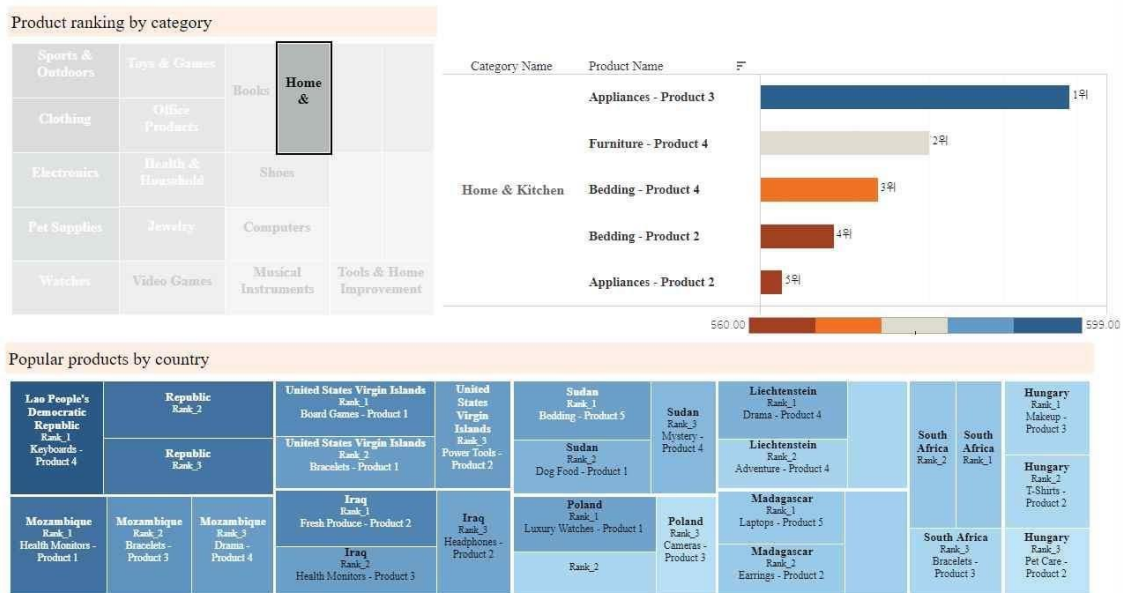 Product ranking by category
Sports &
Outdoors
Toys & Games
Books
Home
&
Clothing
Office
Products
Electronics
Health &
Household
Shoes
Pet Supplies
Jewelry
Computers
Watches
Video Games
Musical
Instruments
Tools & Home
Improvement
Category Name
Product Name
Home & Kitchen
Appliances - Product 3
1위
Furniture - Product 4
2위
Bedding - Product 4
3위
Bedding - Product 2
4위
Appliances - Product 2
5위
560.00
599.00
Popular products by country
Lao People's
Democratic
Republic
Rank_1
Keyboards -
Product 4
Republic
Rank_2
Republic
Rank_3
Mozambique
Rank_1
Health Monitors -
Product 1
Mozambique
Rank_2
Bracelets -
Product 3
Mozambique
Rank_3
Drama -
Product 4
United States Virgin Islands
Rank_1
Board Games - Product 1
United States Virgin Islands
Rank_2
Bracelets - Product 1
United
States
Virgin
Islands
Rank_3
Power Tools -
Product 2
Iraq
Rank_1
Fresh Produce - Product 2
Iraq
Rank_2
Health Monitors - Product 3
Iraq
Rank_3
Headphones -
Product 2
Sudan
Rank_1
Bedding - Product 5
Sudan
Rank_2
Dog Food - Product 1
Sudan
Rank_3
Mystery -
Product 4
Poland
Rank_1
Luxury Watches - Product 1
Rank_2
Poland
Rank_3
Cameras -
Product 3
Liechtenstein
Rank_1
Drama - Product 4
Liechtenstein
Rank_2
Adventure - Product 4
Madagascar
Rank_1
Laptops - Product 5
Madagascar
Rank_2
Earrings - Product 2
South
Africa
Rank_2
South
Africa
Rank_1
South Africa
Rank_3
Bracelets -
Product 3
Hungary
Rank_1
Makeup -
Product 3
Hungary
Rank_2
T-Shirts -
Product 2
Hungary
Rank_3
Pet Care -
Product 2